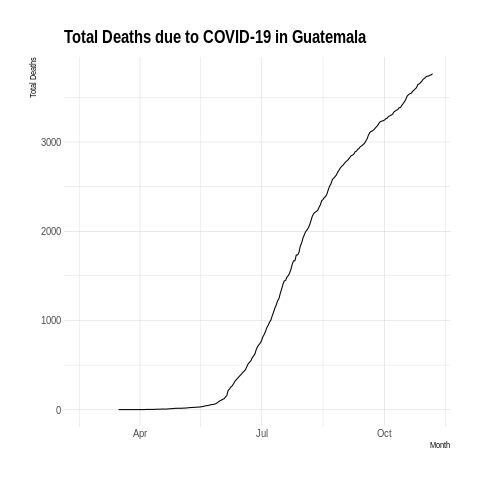 Total Deaths due to COVID-19 in Guatemala
Total Deaths
3000
2000
1000
0
Apr
Jul
Oct
Month